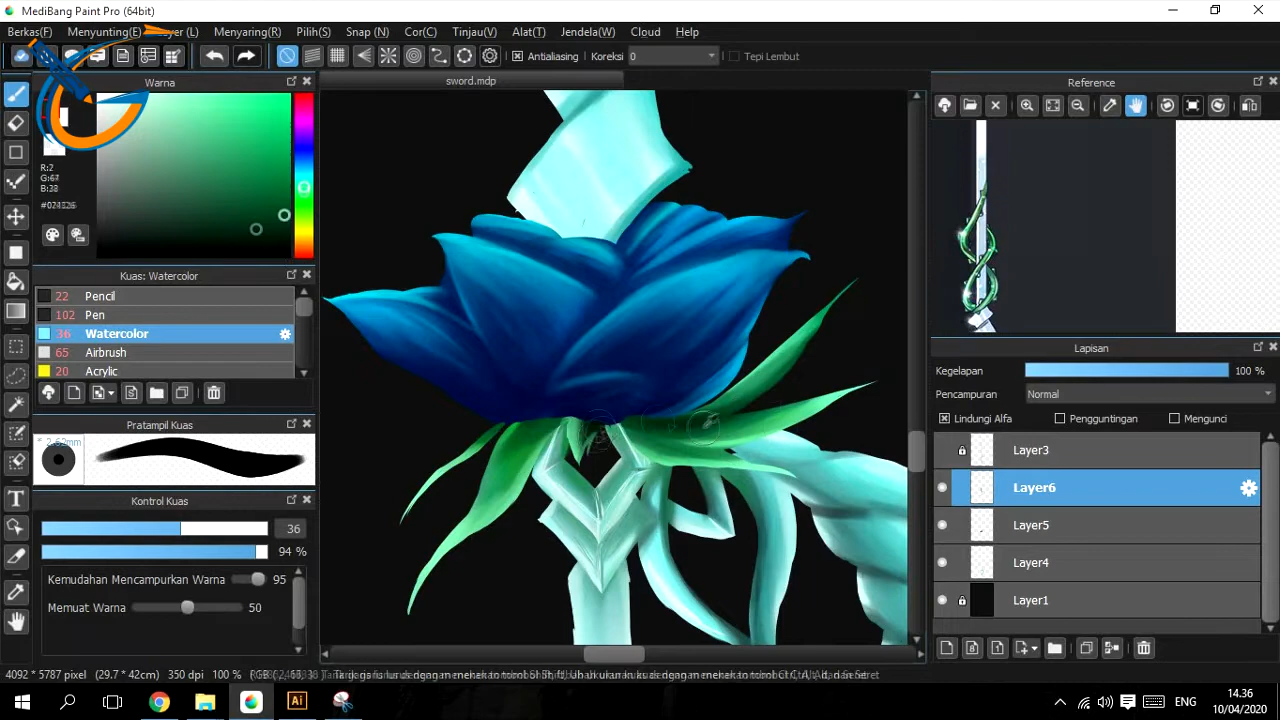 MediBang Paint Pro (64bit)
Berkas(F) Menyunting(E) Layer (L) Menyaring(R) Pilih(S) Snap (N) Cor(C) Tinjau(V) Alat(T) Jendela(W) Cloud Help
Antialiasing Koreksi 0 Tepi Lembut
Warna
sword.mdp
Reference
R:2
G:67
B:38
Kuas: Watercolor
22 Pencil
102 Pen
36 Watercolor
65 Airbrush
20 Acrylic
Pratampil Kuas
Kontrol Kuas
36
94 %
Kemudahan Mencampurkan Warna 95
Memuat Warna 50
Lapisan
Kegelapan 100 %
Pencampuran Normal
Lindungi Alfa Pengguntingan Mengunci
Layer3
Layer6
Layer5
Layer4
Layer1
4092 * 5787 pixel (29.7 * 42cm) 350 dpi 100 %
Ai ENG 14.36
10/04/2020